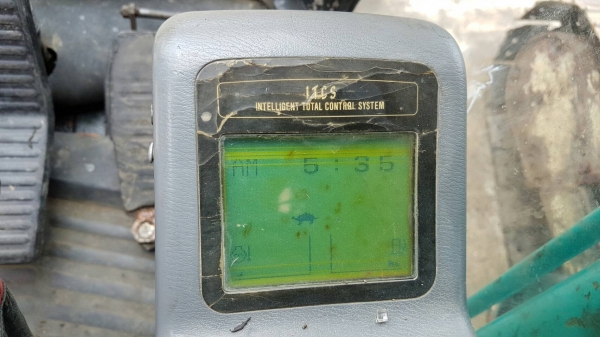 ITCS
INTELLIGENT TOTAL CONTROL SYSTEM
AM 5:35